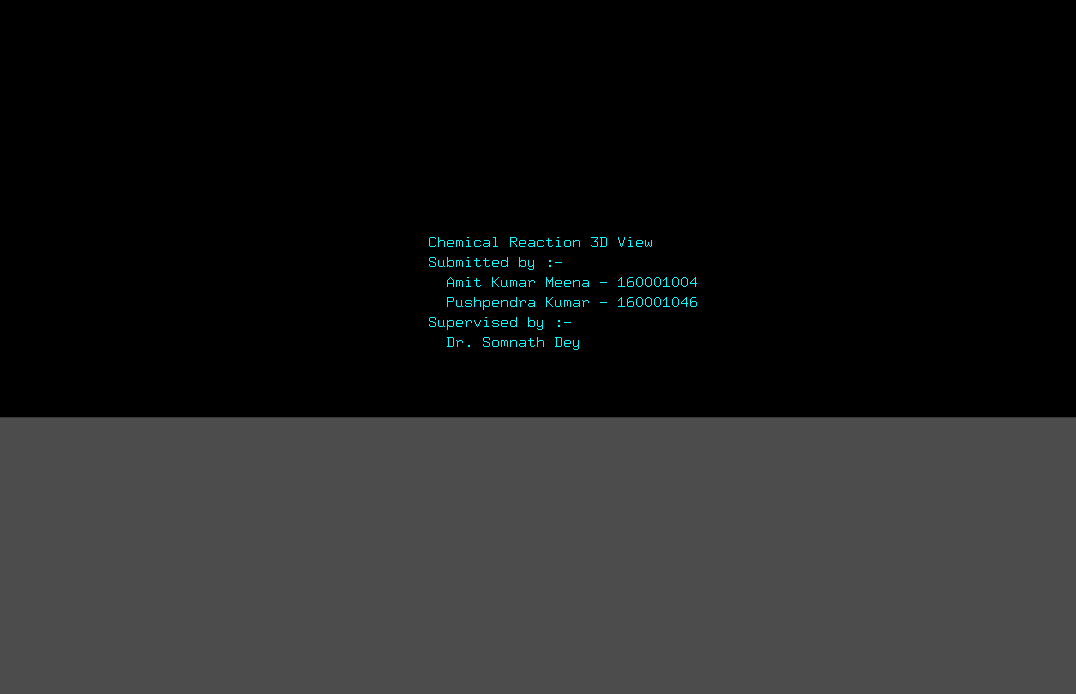 Chemical Reaction 3D View
Submitted by :-
Amit Kumar Meena - 160001004
Pushpendra Kumar - 160001046
Supervised by :-
Dr. Somnath Dey